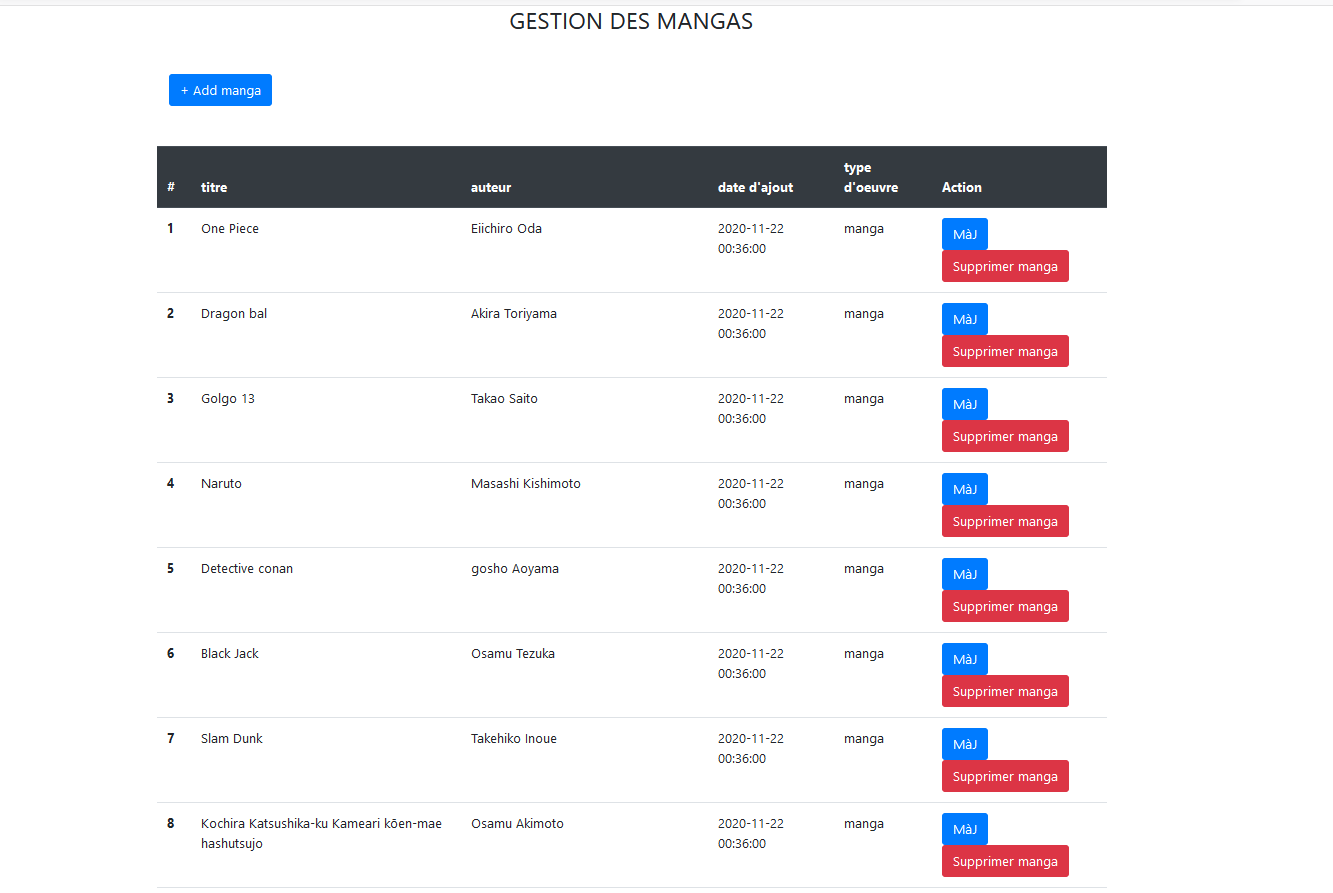 GESTION DES MANGAS
+ Add manga
# titre auteur date d'ajout type d'oeuvre Action
1 One Piece Eiichiro Oda 2020-11-22 00:36:00 manga MàJ
Supprimer manga
2 Dragon bal Akira Toriyama 2020-11-22 00:36:00 manga MàJ
Supprimer manga
3 Golgo 13 Takao Saito 2020-11-22 00:36:00 manga MàJ
Supprimer manga
4 Naruto Masashi Kishimoto 2020-11-22 00:36:00 manga MàJ
Supprimer manga
5 Detective conan gosho Aoyama 2020-11-22 00:36:00 manga MàJ
Supprimer manga
6 Black Jack Osamu Tezuka 2020-11-22 00:36:00 manga MàJ
Supprimer manga
7 Slam Dunk Takehiko Inoue 2020-11-22 00:36:00 manga MàJ
Supprimer manga
8 Kochira Katsushika-ku Kameari kōen-mae hashutsujo Osamu Akimoto 2020-11-22 00:36:00 manga MàJ
Supprimer manga